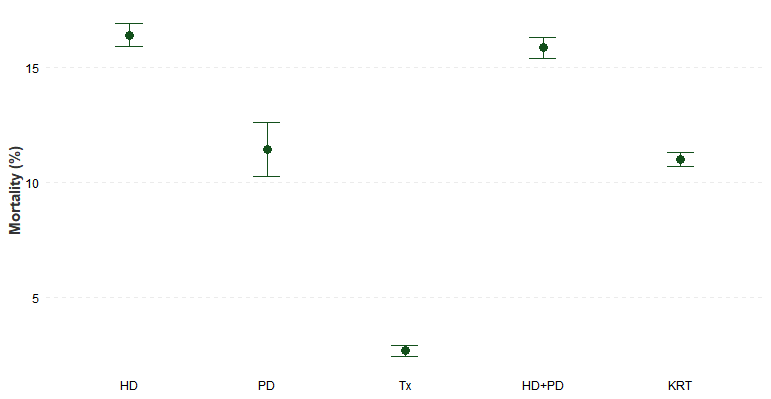 Mortality (%)
15
10
5
HD PD Tx HD+PD KRT